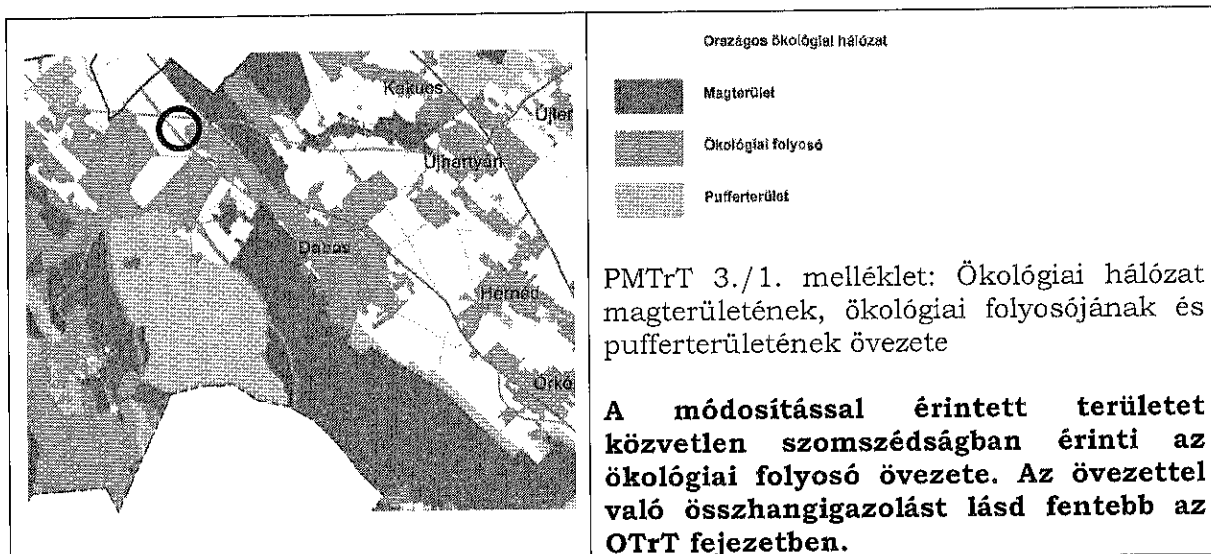 Kakucs
Újhartyán
Dabas
Hernád
Országos ökológiai hálózat
Magterület
Ökológiai folyosó
Pufferterület
PMTrT 3./1. melléklet: Ökológiai hálózat
magterületének, ökológiai folyosójának és
pufferterületének övezete
A módosítással érintett területet
közvetlen szomszédságban érinti az
ökológiai folyosó övezete. Az övezettel
való összhangigazolást lásd fentebb az
OTrT fejezetben.